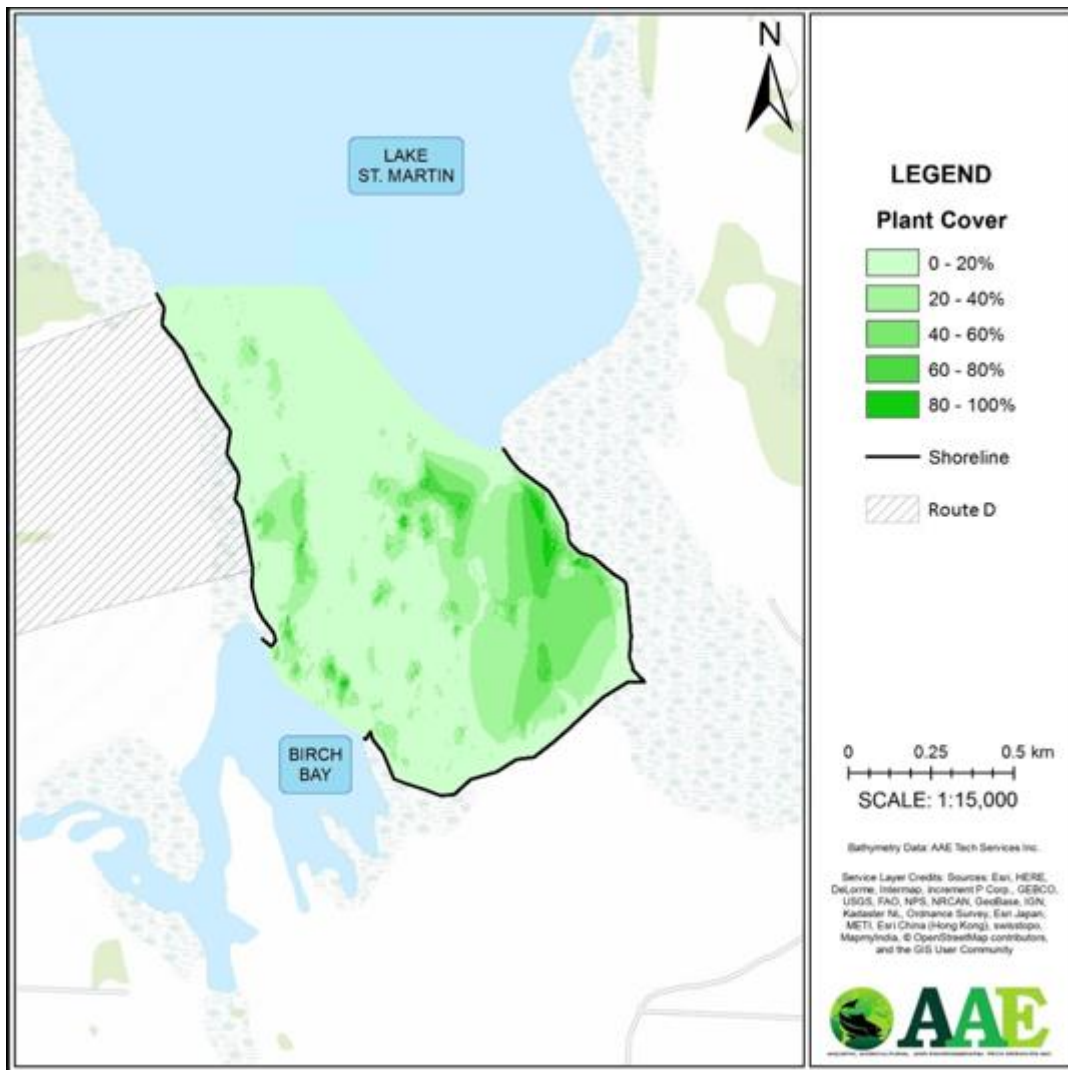 N
LAKE
ST. MARTIN
BIRCH
BAY
LEGEND
Plant Cover
0 - 20%
20 - 40%
40 - 60%
60 - 80%
80 - 100%
Shoreline
Route D
0 0.25 0.5 km
SCALE: 1:15,000
Bathymetry Data: AAE Tech Services Inc.
Service Layer Credits: Sources: Esri, HERE,
DeLorme, Intermap, increment P Corp., GEBCO,
USGS, FAO, NPS, NRCAN, GeoBase, IGN,
Kadaster NL, Ordnance Survey, Esri Japan,
METI, Esri China (Hong Kong), swisstopo,
MapmyIndia, © OpenStreetMap contributors,
and the GIS User Community
AAE